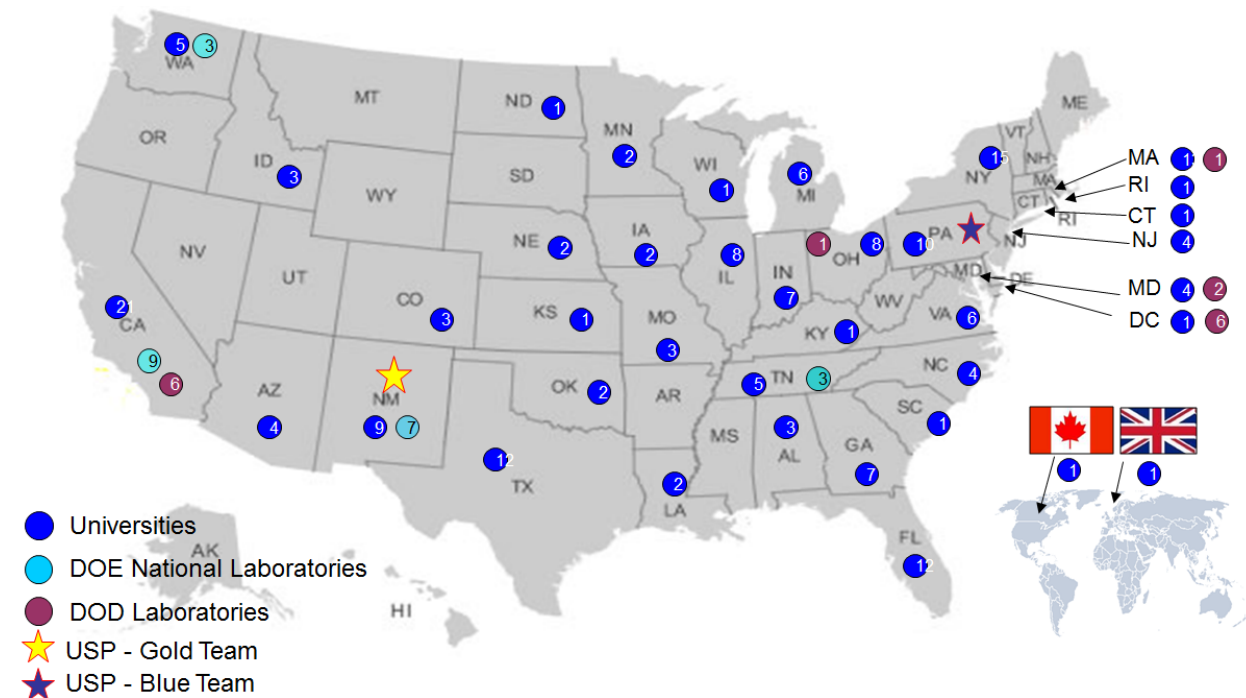 5 3
WA
MT
ND 1
ME
OR
MN
2
VT
NH
15
NY
ID
3
WI
1
6
MI
MA 1 1
MA
RI 1
CT
CT 1
RI
NJ 4
NJ
WY
SD
NE 2
IA
2
8
IL
IN
7
1
OH 8
10 PA
MD
DE
MD 4 2
DC 1 6
NV
UT
CO
3
KS 1
MO
3
KY 1
WV
VA 6
21
CA
9
6
AZ
4
NM
9 7
OK 2
AR
5 TN 3
NC 4
SC
1
MS
3
AL
GA
7
12
TX
2
LA
FL
12
1 1
AK
HI
Universities
DOE National Laboratories
DOD Laboratories
USP - Gold Team
USP - Blue Team